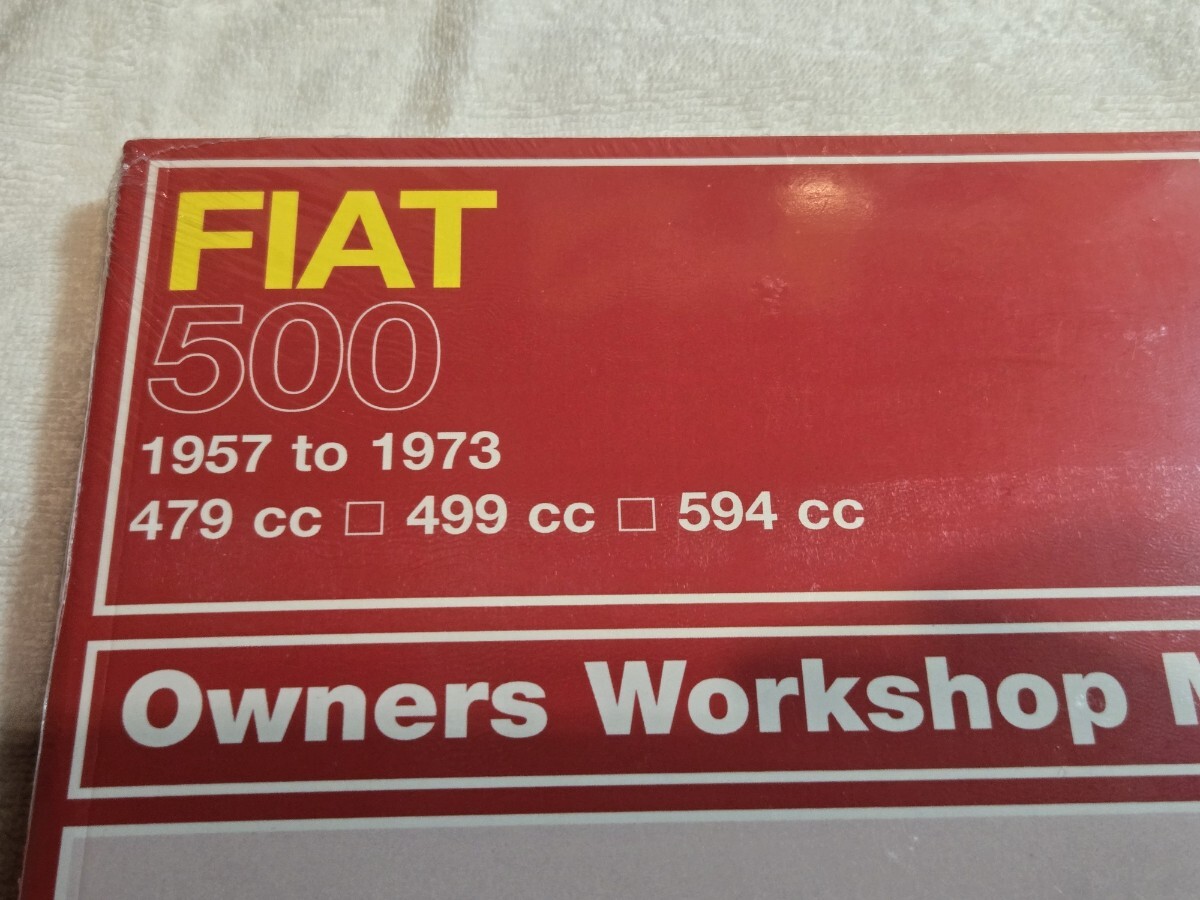 FIAT
500
1957 to 1973
479 cc □ 499 cc □ 594 cc
Owners Workshop